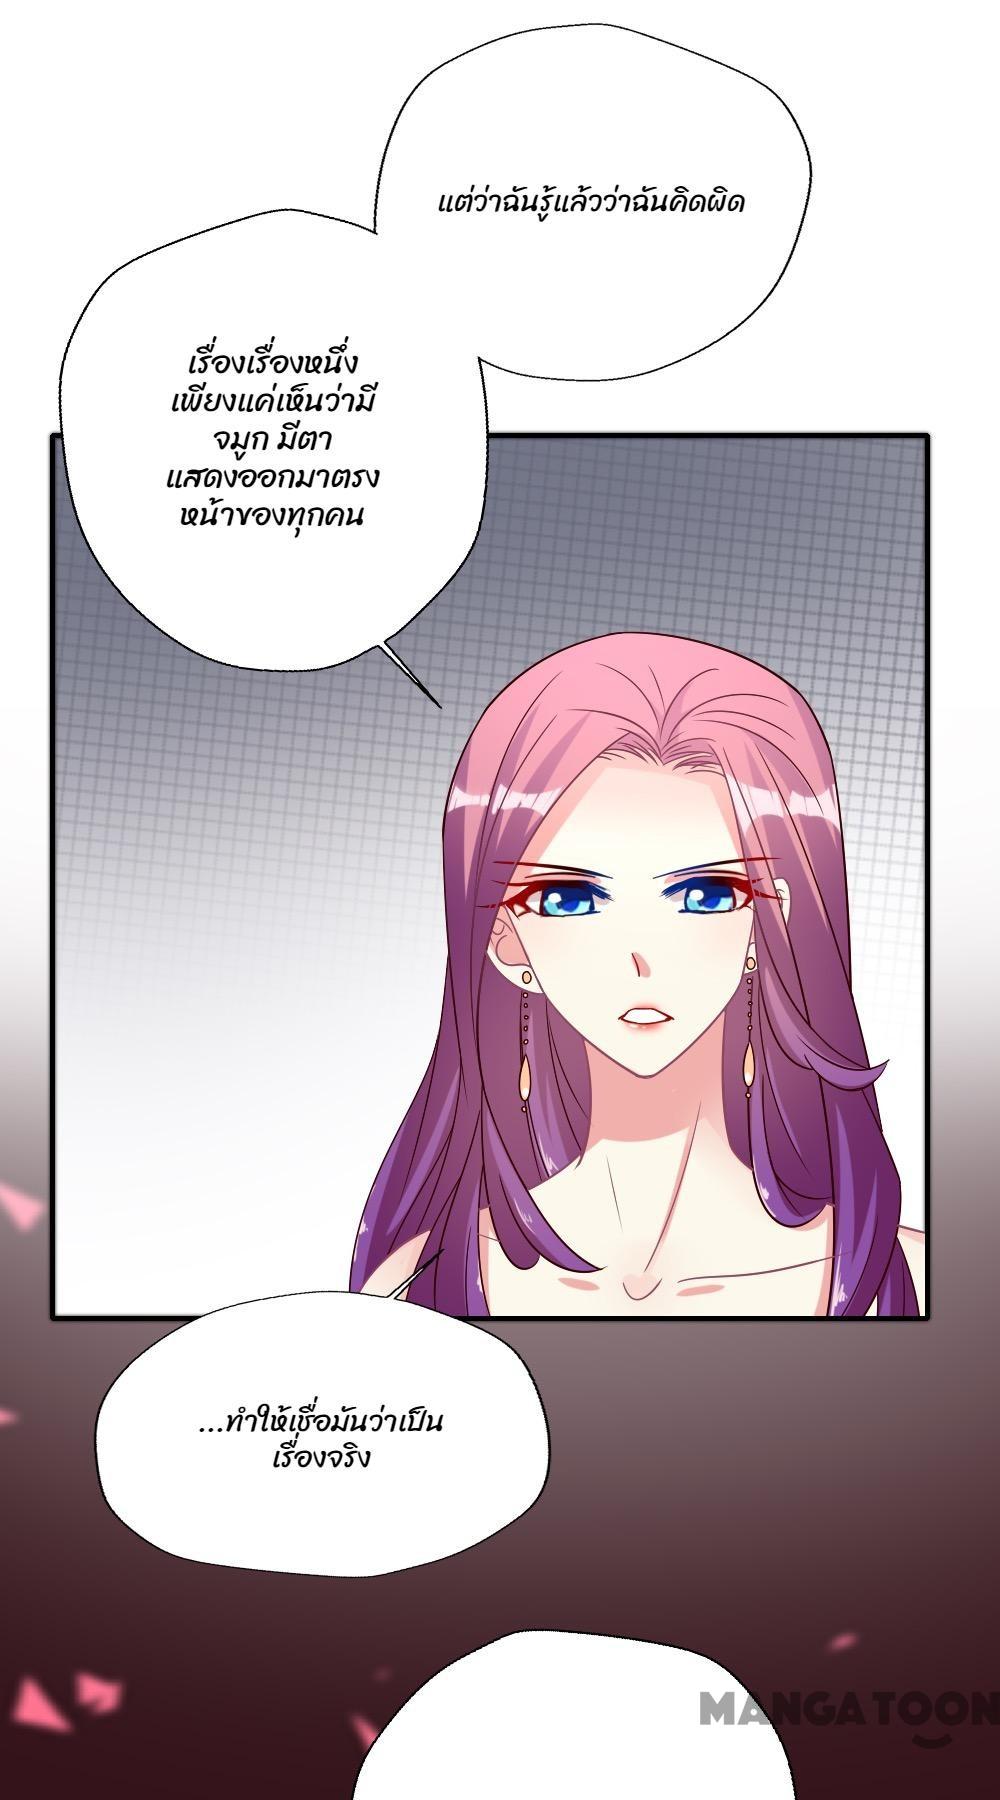 แต่ว่าฉันรู้แล้วว่าฉันคิดผิด
เรื่องเรื่องหนึ่ง
เพียงแค่เห็นว่ามี
จมูก มีตา
แสดงออกมาตรง
หน้าของทุกคน
...ทำให้เชื่อมันว่าเป็น
เรื่องจริง
MANGATOON